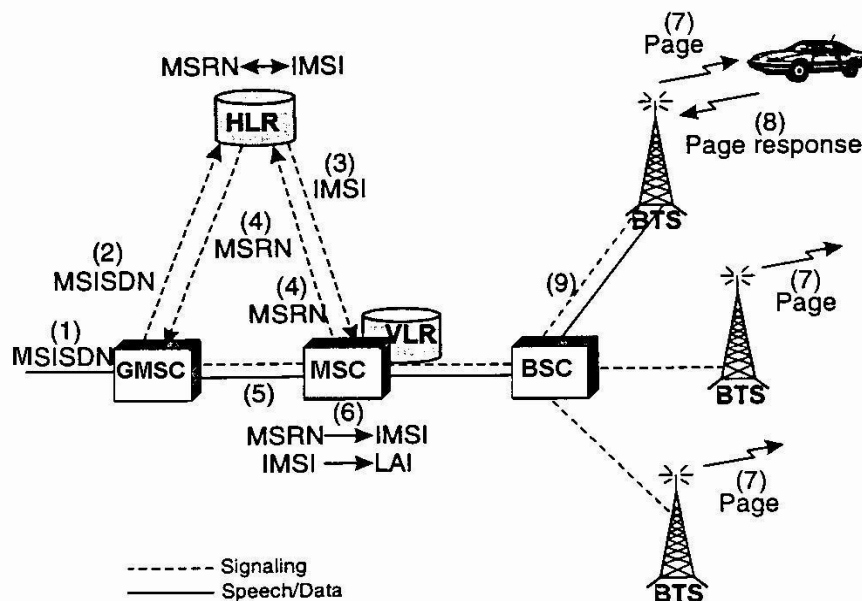 (7)
Page
MSRN IMSI
HLR
(8)
Page response
(3)
IMSI
BTS
(4)
MSRN
(2)
MSISDN
(4)
MSRN
(9)
(7)
Page
(1)
MSISDN
VLR
GMSC
MSC
BSC
BTS
(5)
(6)
MSRN IMSI
IMSI LAI
(7)
Page
Signaling
Speech/Data
BTS